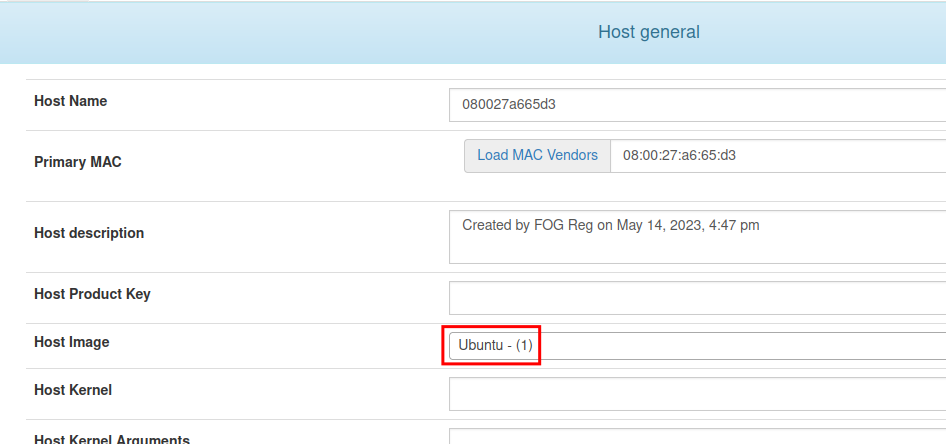 Host general
Host Name
080027a665d3
Primary MAC
Load MAC Vendors
08:00:27:a6:65:d3
Host description
Created by FOG Reg on May 14, 2023, 4:47 pm
Host Product Key
Host Image
Ubuntu - (1)
Host Kernel
Host Kernel Arguments